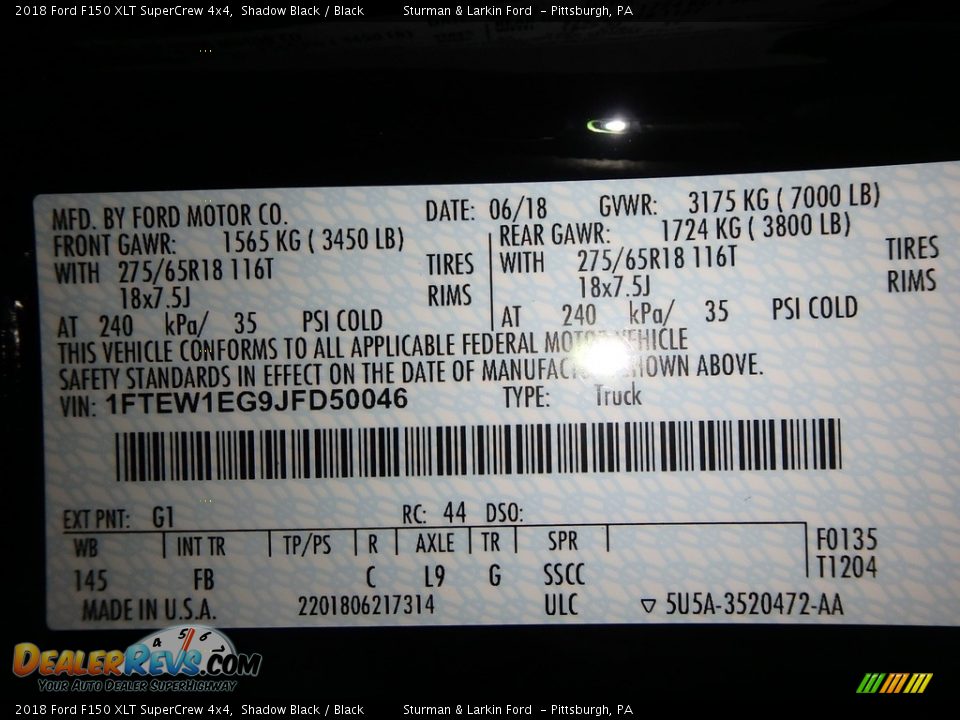 2018 Ford F150 XLT SuperCrew 4x4, Shadow Black / Black Sturman & Larkin Ford - Pittsburgh, PA
MFD. BY FORD MOTOR CO. DATE: 06/18 GVWR: 3175 KG ( 7000 LB)
FRONT GAWR: 1565 KG ( 3450 LB) REAR GAWR: 1724 KG ( 3800 LB)
WITH 275/65R18 116T TIRES WITH 275/65R18 116T TIRES
18x7.5J RIMS 18x7.5J RIMS
AT 240 kPa/ 35 PSI COLD AT 240 kPa/ 35 PSI COLD
THIS VEHICLE CONFORMS TO ALL APPLICABLE FEDERAL MOTOR VEHICLE
SAFETY STANDARDS IN EFFECT ON THE DATE OF ABOVE.
VIN: 1FTEW1EG9JFD50046 TYPE: Truck
EXT PNT: G1 RC: 44 DSO:
WB INT TR TP/PS R AXLE TR SPR F0135
145 FB C L9 G SSCC T1204
MADE IN U.S.A. 2201806217314 ULC 5U5A-3520472-AA
4 5 6
DealerRevs.com
Your Auto Dealer SuperHighway
2018 Ford F150 XLT SuperCrew 4x4, Shadow Black / Black Sturman & Larkin Ford - Pittsburgh, PA